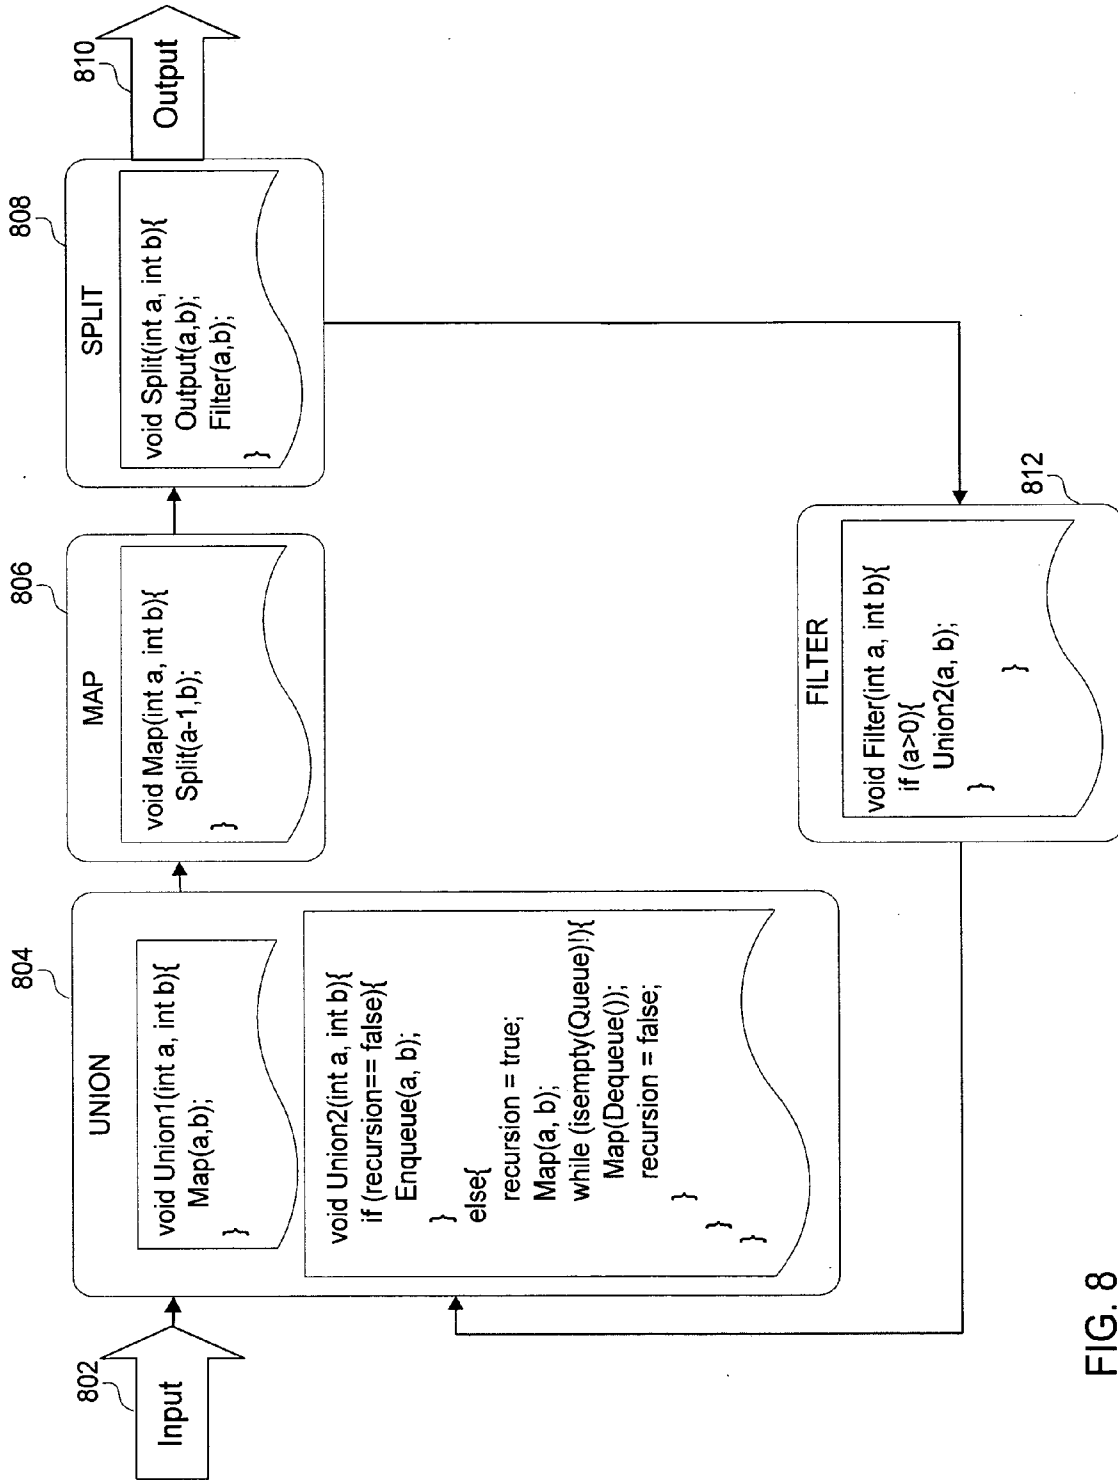 802
Input
804
UNION
void Union1(int a, int b){
Map(a,b);
}
void Union2(int a, int b){
if (recursion== false){
Enqueue(a, b);
}
else{
recursion = true;
Map(a, b);
while (isempty(Queue)!){
Map(Dequeue());
recursion = false;
}
}
}
806
MAP
void Map(int a, int b){
Split(a-1,b);
}
808
SPLIT
void Split(int a, int b){
Output(a,b);
Filter(a,b);
}
810
Output
812
FILTER
void Filter(int a, int b){
if (a>0){
Union2(a, b);
}
}
FIG. 8